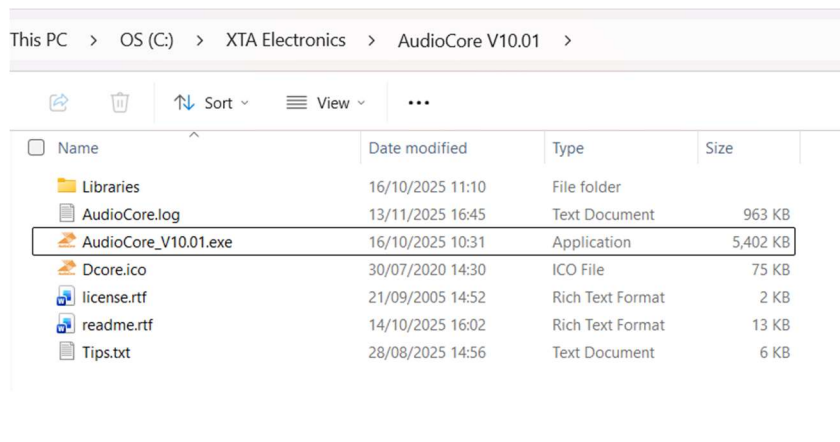 This PC > OS (C:) > XTA Electronics > AudioCore V10.01 >
Sort View
Name Date modified Type Size
Libraries 16/10/2025 11:10 File folder
AudioCore.log 13/11/2025 16:45 Text Document 963 KB
AudioCore_V10.01.exe 16/10/2025 10:31 Application 5,402 KB
Dcore.ico 30/07/2020 14:30 ICO File 75 KB
license.rtf 21/09/2005 14:52 Rich Text Format 2 KB
readme.rtf 14/10/2025 16:02 Rich Text Format 13 KB
Tips.txt 28/08/2025 14:56 Text Document 6 KB